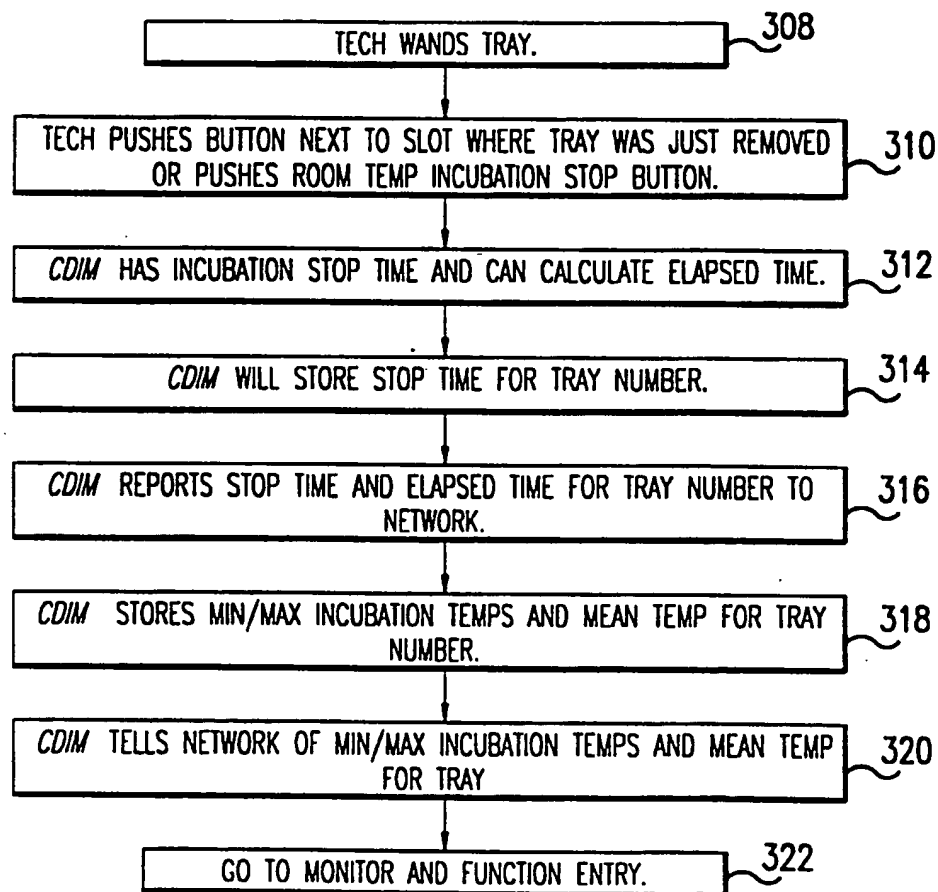 TECH WANDS TRAY.
308
TECH PUSHES BUTTON NEXT TO SLOT WHERE TRAY WAS JUST REMOVED
OR PUSHES ROOM TEMP INCUBATION STOP BUTTON.
310
CDIM HAS INCUBATION STOP TIME AND CAN CALCULATE ELAPSED TIME.
312
CDIM WILL STORE STOP TIME FOR TRAY NUMBER.
314
CDIM REPORTS STOP TIME AND ELAPSED TIME FOR TRAY NUMBER TO
NETWORK.
316
CDIM STORES MIN/MAX INCUBATION TEMPS AND MEAN TEMP FOR TRAY
NUMBER.
318
CDIM TELLS NETWORK OF MIN/MAX INCUBATION TEMPS AND MEAN TEMP
FOR TRAY
320
GO TO MONITOR AND FUNCTION ENTRY.
322